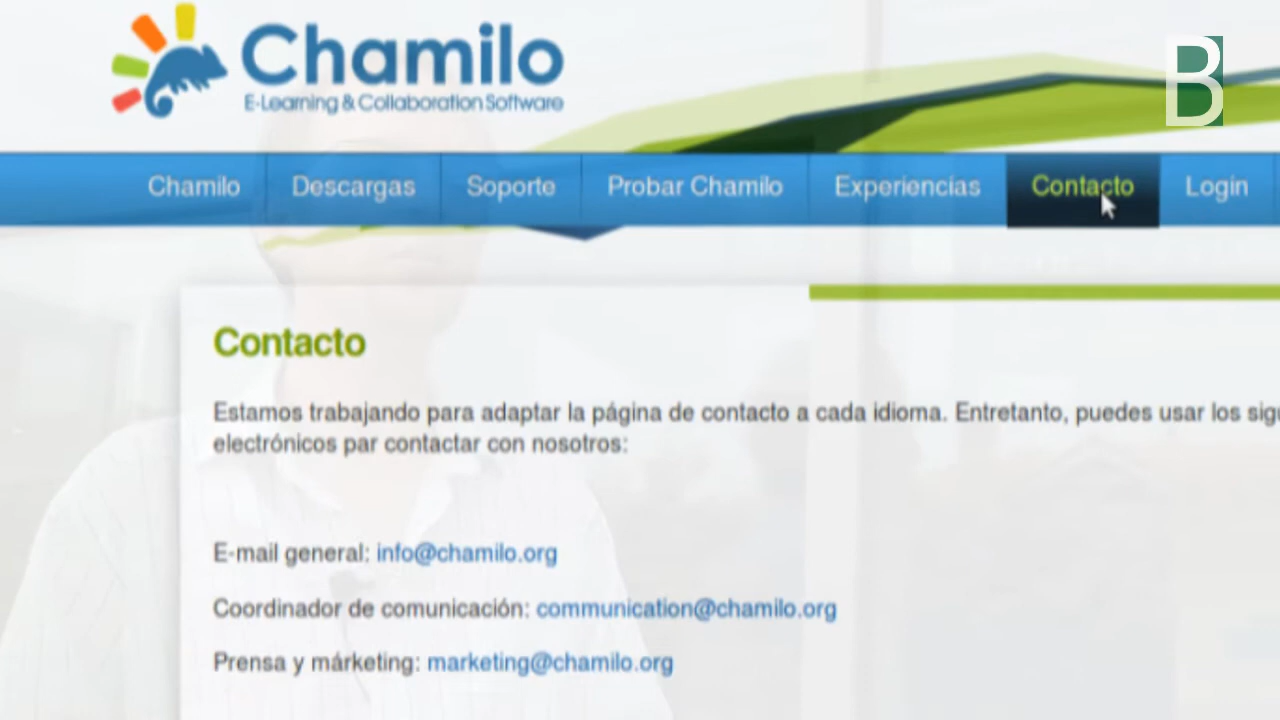 Chamilo
E-Learning & Collaboration Software
B
Chamilo Descargas Soporte Probar Chamilo Experiencias Contacto Login
Contacto
Estamos trabajando para adaptar la página de contacto a cada idioma. Entretanto, puedes usar los
electrónicos par contactar con nosotros:
E-mail general: info@chamilo.org
Coordinador de comunicación: communication@chamilo.org
Prensa y márketing: marketing@chamilo.org